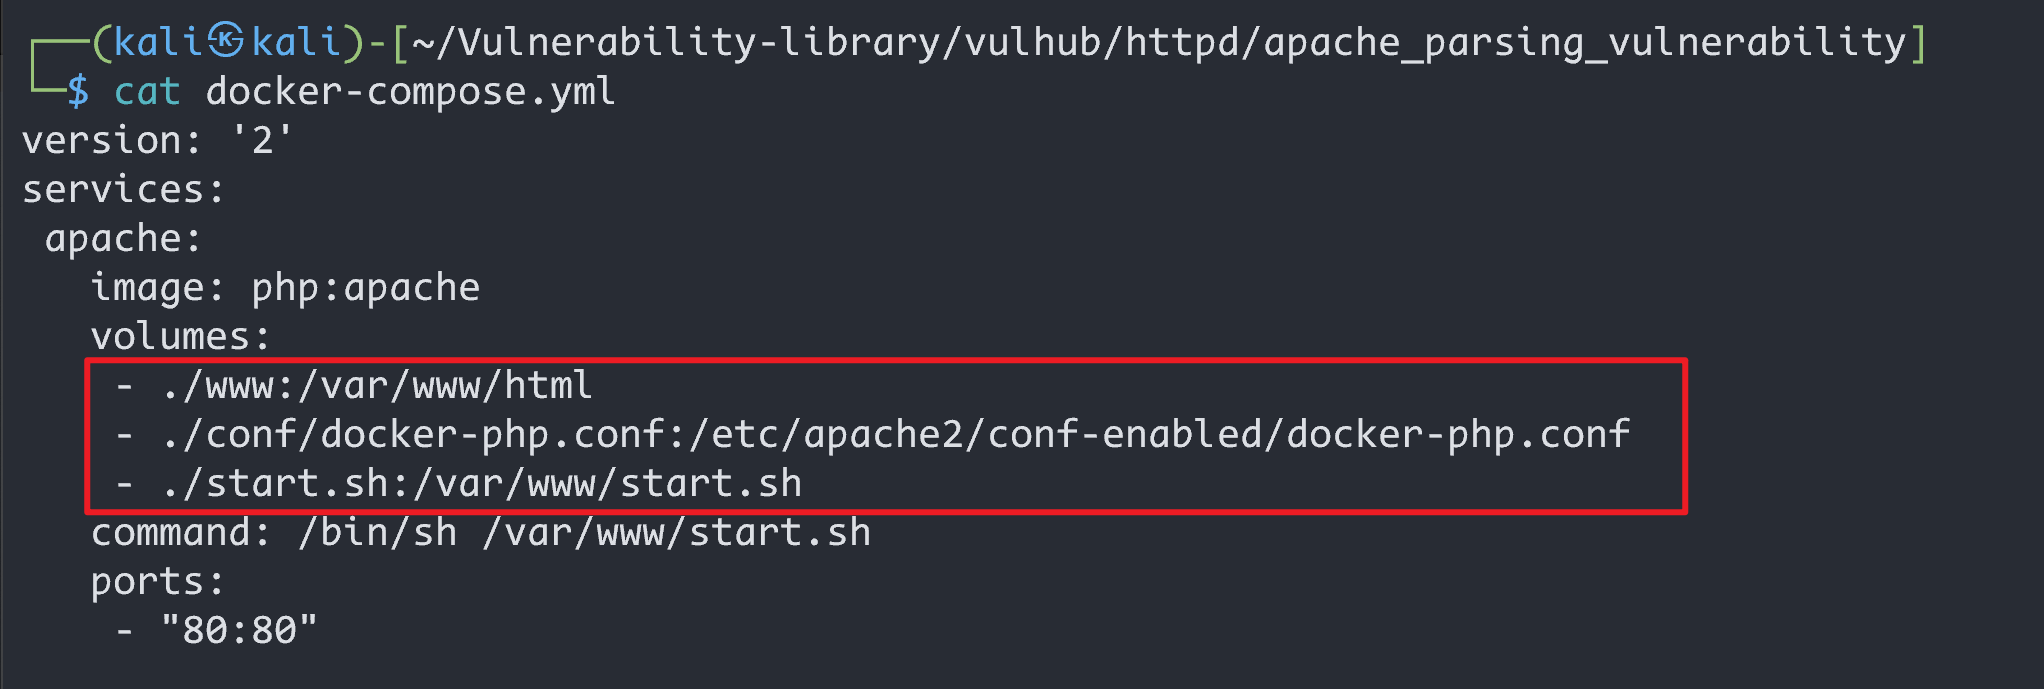 ┌──(kali㉿kali)-[~/Vulnerability-library/vulhub/httpd/apache_parsing_vulnerability]
└─$ cat docker-compose.yml
version: '2'
services:
 apache:
   image: php:apache
   volumes:
    - ./www:/var/www/html
    - ./conf/docker-php.conf:/etc/apache2/conf-enabled/docker-php.conf
    - ./start.sh:/var/www/start.sh
   command: /bin/sh /var/www/start.sh
   ports:
    - "80:80"